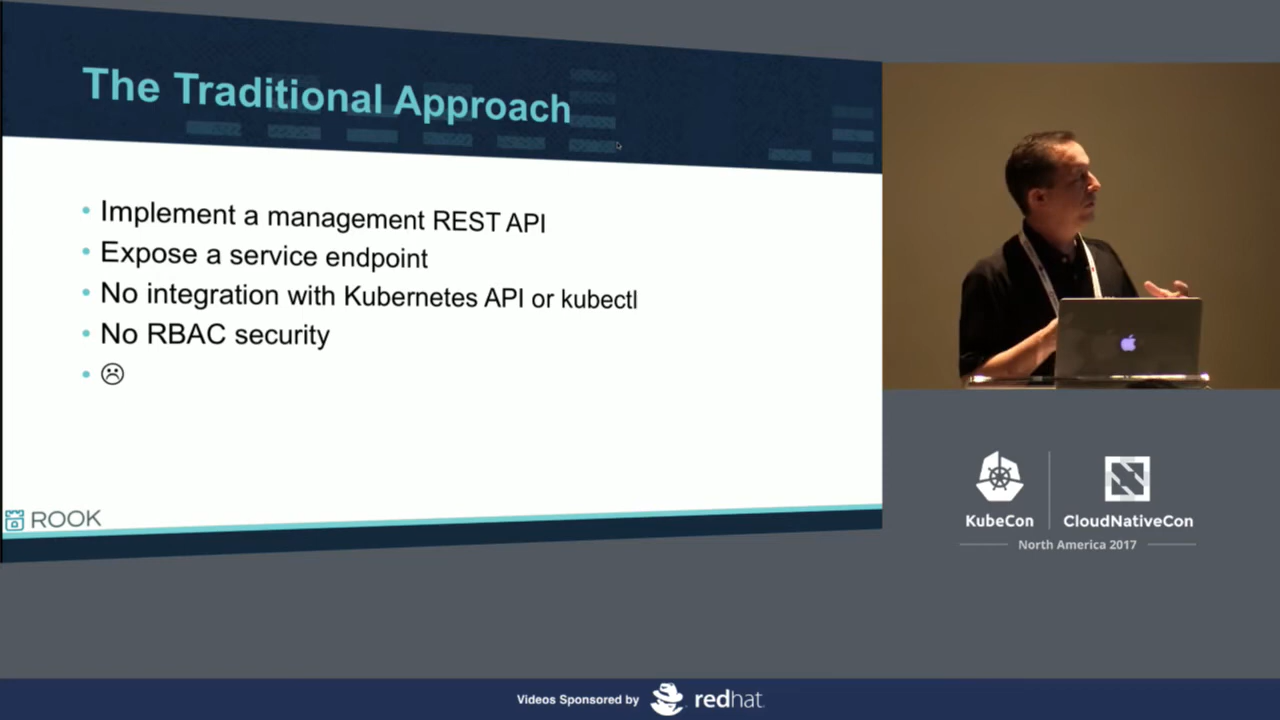 The Traditional Approach
• Implement a management REST API
• Expose a service endpoint
• No integration with Kubernetes API or kubectl
• No RBAC security
• ☹
ROOK
KubeCon
CloudNativeCon
North America 2017
Videos Sponsored by
redhat